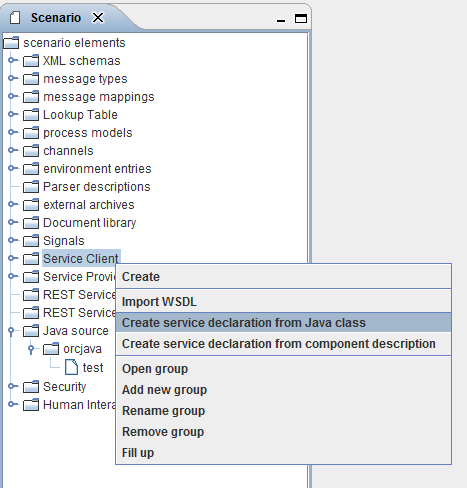 Scenario
scenario elements
XML schemas
message types
message mappings
Lookup Table
process models
channels
environment entries
Parser descriptions
external archives
Document library
Signals
Service Client
Service Provi
REST Service
REST Service
Java source
orcjava
test
Security
Human Intera
Create
Import WSDL
Create service declaration from Java class
Create service declaration from component description
Open group
Add new group
Rename group
Remove group
Fill up